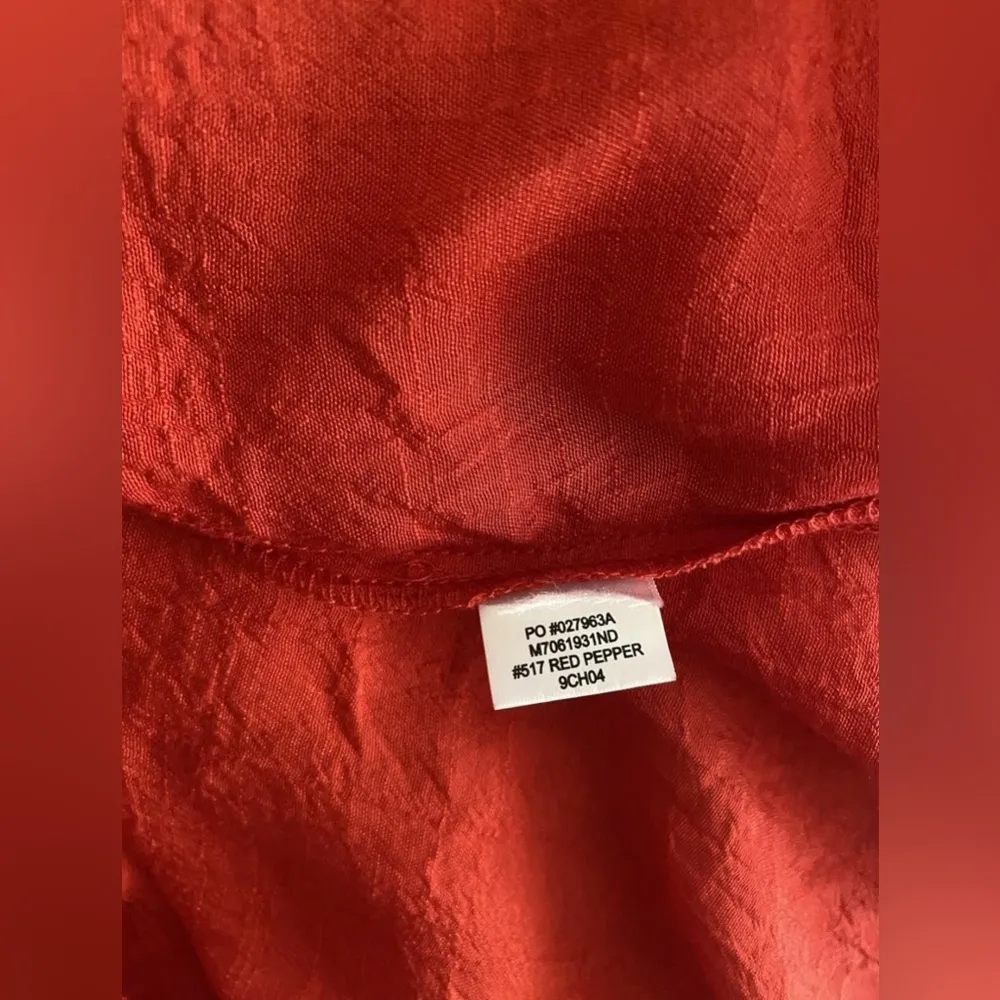 PO #027963A
M7061931ND
#517 RED PEPPER
9CH04